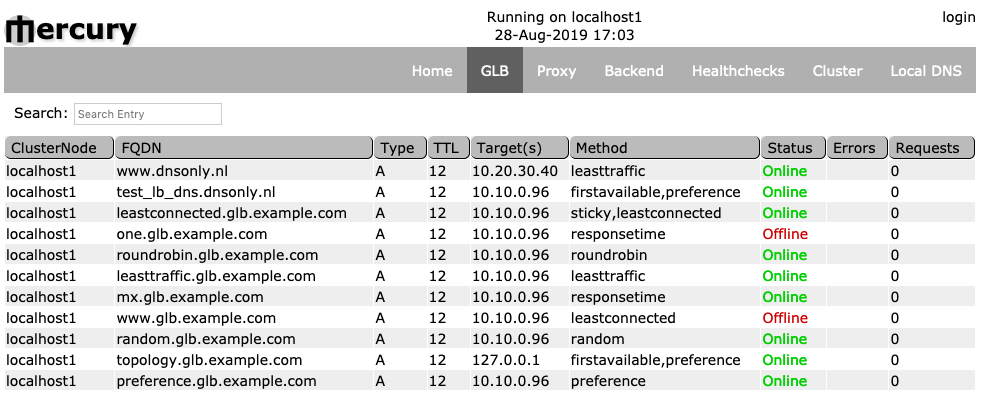 mercury
Running on localhost1
28-Aug-2019 17:03
login
Home GLB Proxy Backend Healthchecks Cluster Local DNS
Search: Search Entry
ClusterNode FQDN Type TTL Target(s) Method Status Errors Requests
localhost1 www.dnsonly.nl A 12 10.20.30.40 leasttraffic Online 0
localhost1 test_lb_dns.dnsonly.nl A 12 10.10.0.96 firstavailable,preference Online 0
localhost1 leastconnected.glb.example.com A 12 10.10.0.96 sticky,leastconnected Online 0
localhost1 one.glb.example.com A 12 10.10.0.96 responsetime Offline 0
localhost1 roundrobin.glb.example.com A 12 10.10.0.96 roundrobin Online 0
localhost1 leasttraffic.glb.example.com A 12 10.10.0.96 leasttraffic Online 0
localhost1 mx.glb.example.com A 12 10.10.0.96 responsetime Online 0
localhost1 www.glb.example.com A 12 10.10.0.96 leastconnected Offline 0
localhost1 random.glb.example.com A 12 10.10.0.96 random Online 0
localhost1 topology.glb.example.com A 12 127.0.0.1 firstavailable,preference Online 0
localhost1 preference.glb.example.com A 12 10.10.0.96 preference Online 0